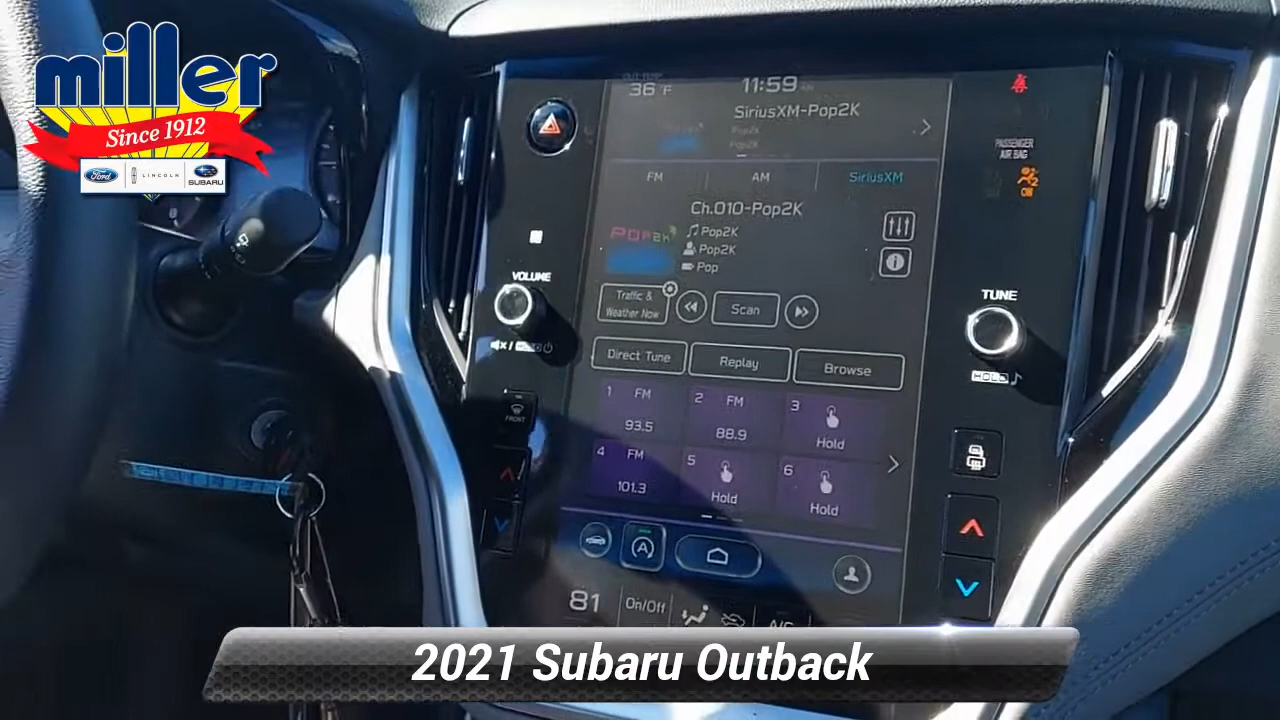 miller
Since 1912
Ford
LINCOLN
SUBARU
36 °F
11:59
SiriusXM-Pop2K
Pop2K
Pop2K
FM
AM
SiriusXM
Ch.010-Pop2K
POP2K
Pop2K
Pop2K
Pop
Traffic &
Weather Now
Scan
Direct Tune
Replay
Browse
1 FM
93.5
2 FM
88.9
3
Hold
4 FM
101.3
5
Hold
6
Hold
A
81
On/Off
A/C
VOLUME
FRONT
PASSENGER
AIR BAG
ON
TUNE
HOLD
2021 Subaru Outback